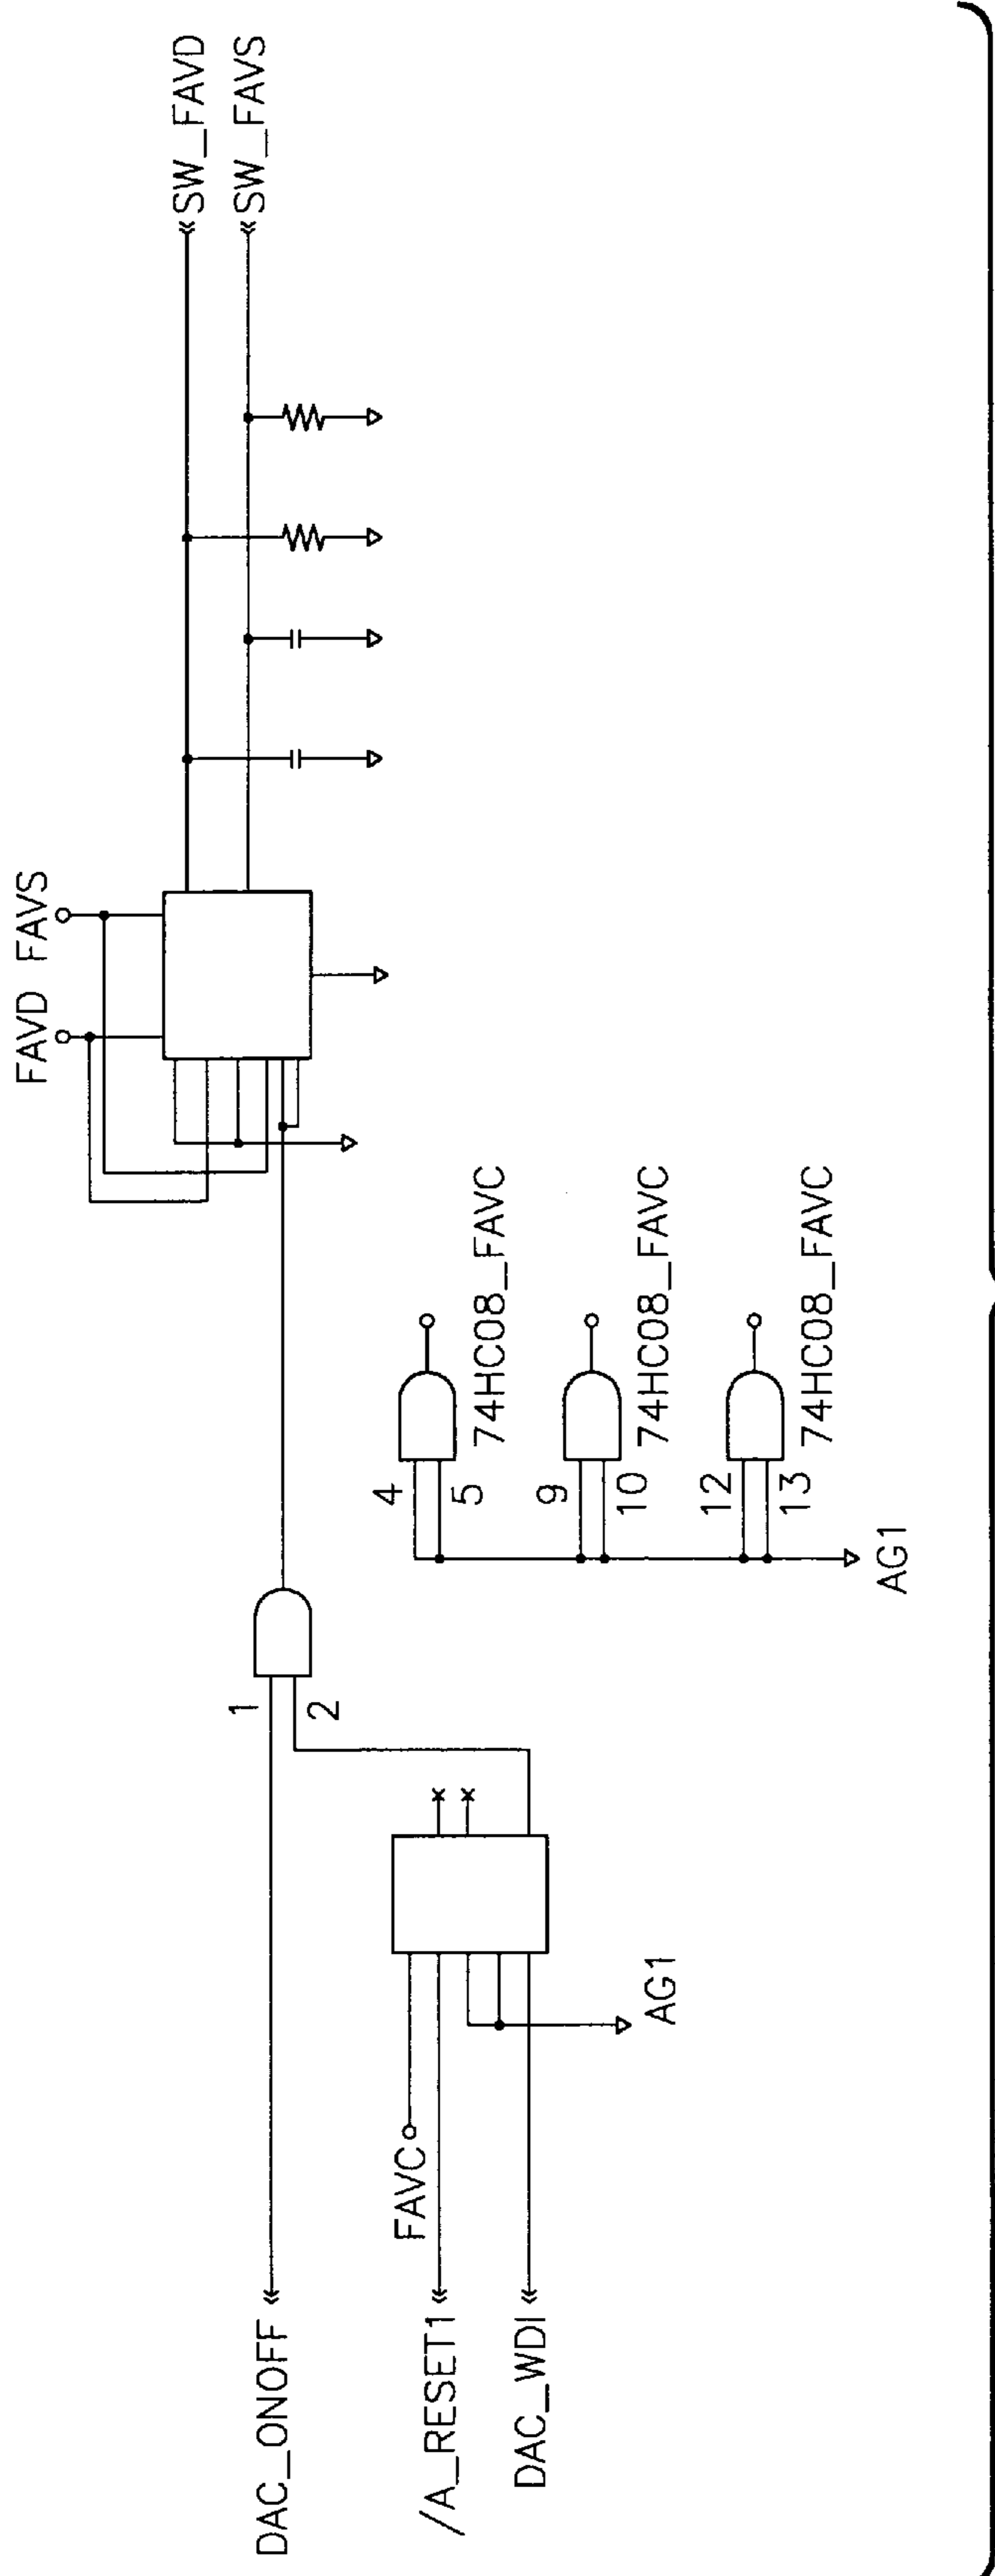 SW_FAVD
SW_FAVS
FAVD FAVS
74HC08_FAVC
4
5
74HC08_FAVC
9
10
74HC08_FAVC
12
13
AG1
1
2
AG1
FAVC
DAC_ONOFF
/A_RESET1
DAC_WDI